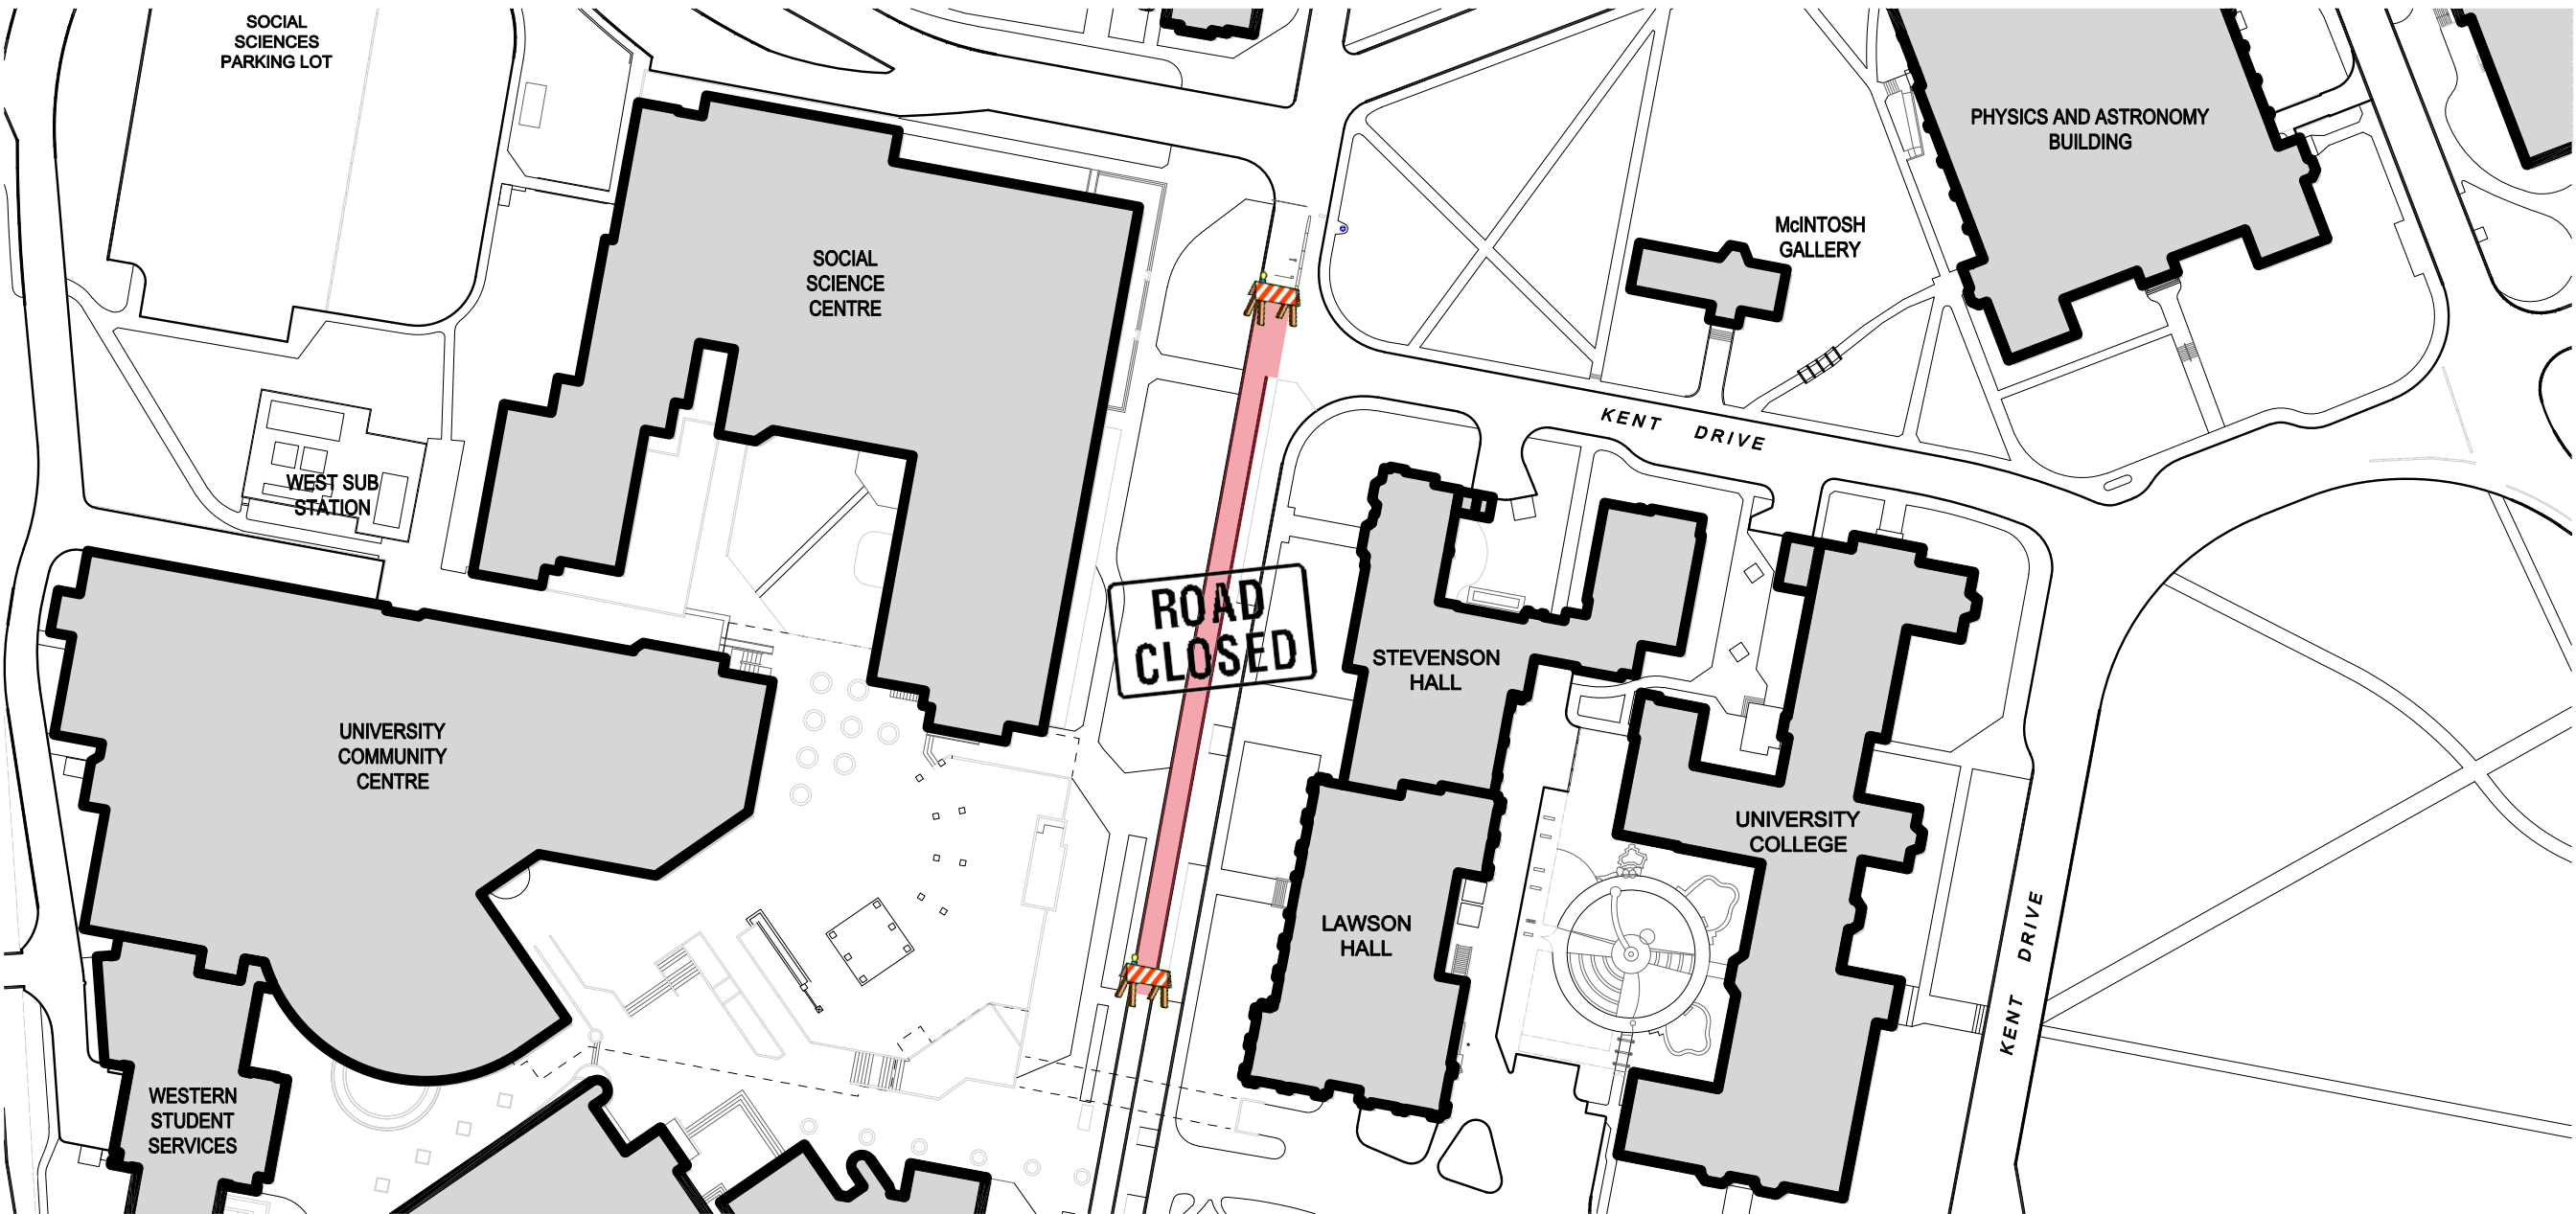 SOCIAL
SCIENCES
PARKING LOT
PHYSICS AND ASTRONOMY
BUILDING
McINTOSH
GALLERY
SOCIAL
SCIENCE
CENTRE
KENT DRIVE
WEST SUB
STATION
ROAD
CLOSED
STEVENSON
HALL
UNIVERSITY
COMMUNITY
CENTRE
UNIVERSITY
COLLEGE
LAWSON
HALL
KENT DRIVE
WESTERN
STUDENT
SERVICES